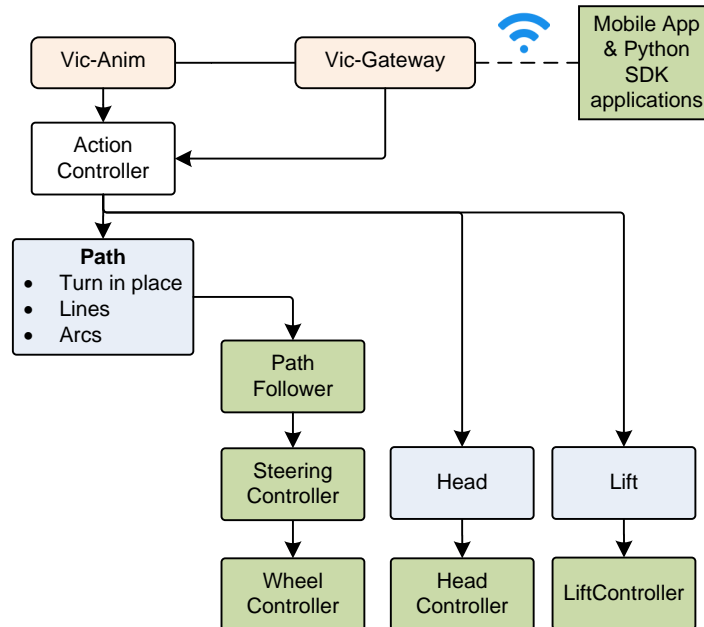 Mobile App
& Python
SDK
applications
Vic-Anim
Vic-Gateway
Action
Controller
Path
• Turn in place
• Lines
• Arcs
Path
Follower
Steering
Controller
Head
Lift
Wheel
Controller
Head
Controller
LiftController